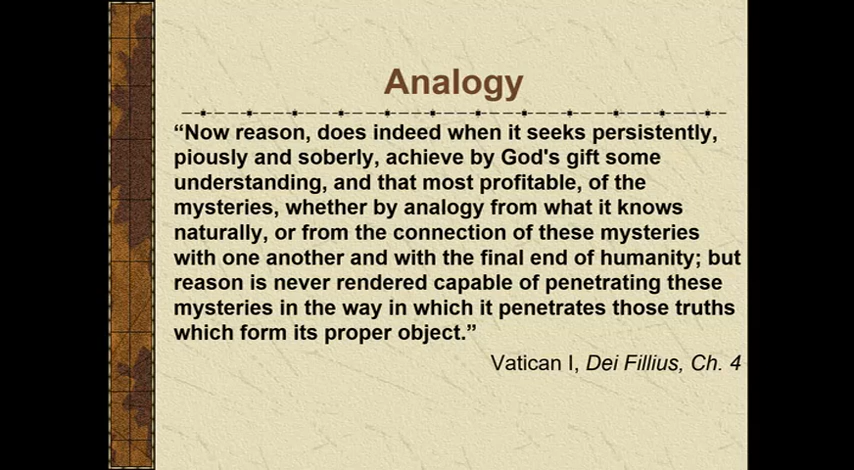 Analogy
“Now reason, does indeed when it seeks persistently,
piously and soberly, achieve by God's gift some
understanding, and that most profitable, of the
mysteries, whether by analogy from what it knows
naturally, or from the connection of these mysteries
with one another and with the final end of humanity; but
reason is never rendered capable of penetrating these
mysteries in the way in which it penetrates those truths
which form its proper object.”
Vatican I, Dei Fillius, Ch. 4